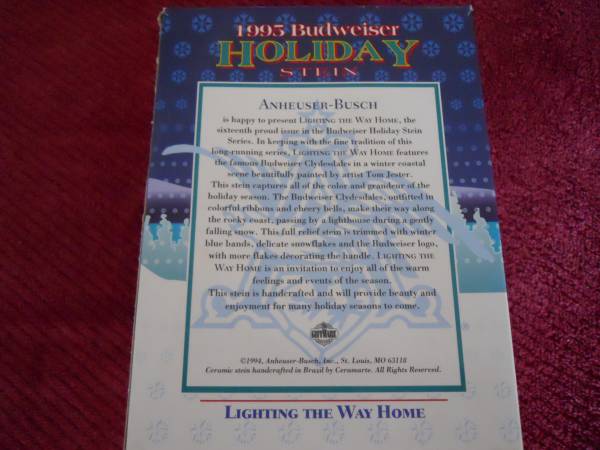 1995 Budweiser
HOLIDAY
STEIN
ANHEUSER-BUSCH
is happy to present LIGHTING THE WAY HOME, the
sixteenth proud issue in the Budweiser Holiday Stein
Series. In keeping with the fine tradition of this
long-running series, LIGHTING THE WAY HOME features
the famous Budweiser Clydesdales in a winter coastal
scene beautifully painted by artist Tom Jester.
This stein captures all of the color and grandeur of the
holiday season. The Budweiser Clydesdales, outfitted in
colorful ribbons and cheery bells, make their way along
the rocky coast, passing by a lighthouse during a gently
falling snow. This full relief stein is trimmed with winter
blue bands, delicate snowflakes and the Budweiser logo,
with more flakes decorating the handle. LIGHTING THE
WAY HOME is an invitation to enjoy all of the warm
feelings and events of the season.
This stein is handcrafted and will provide beauty and
enjoyment for many holiday seasons to come.
GIFTMARK
©1994, Anheuser-Busch, Inc., St. Louis, MO 63118
Ceramic stein handcrafted in Brazil by Ceramarte. All Rights Reserved.
LIGHTING THE WAY HOME